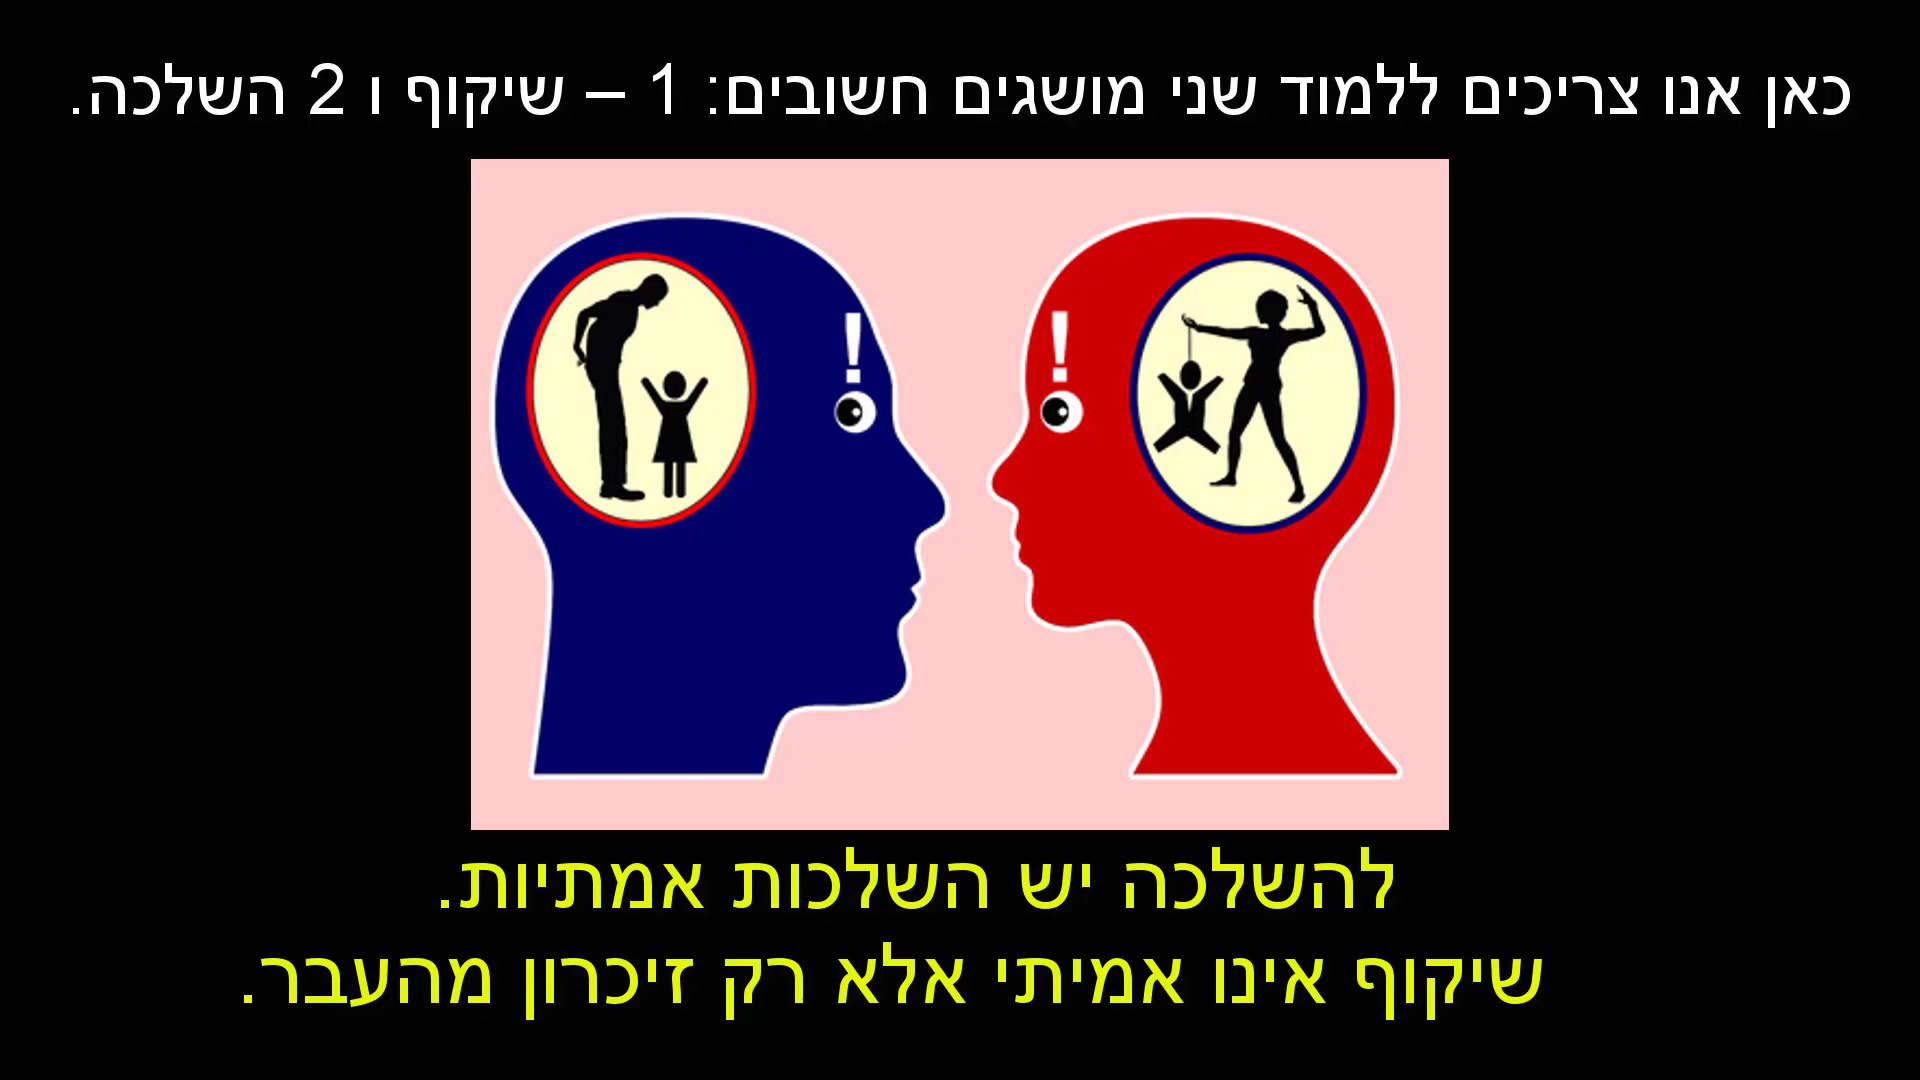 כאן אנו צריכים ללמוד שני מושגים חשובים: 1 – שיקוף ו 2 השלכה.
!
!
להשלכה יש השלכות אמתיות.
שיקוף אינו אמיתי אלא רק זיכרון מהעבר.